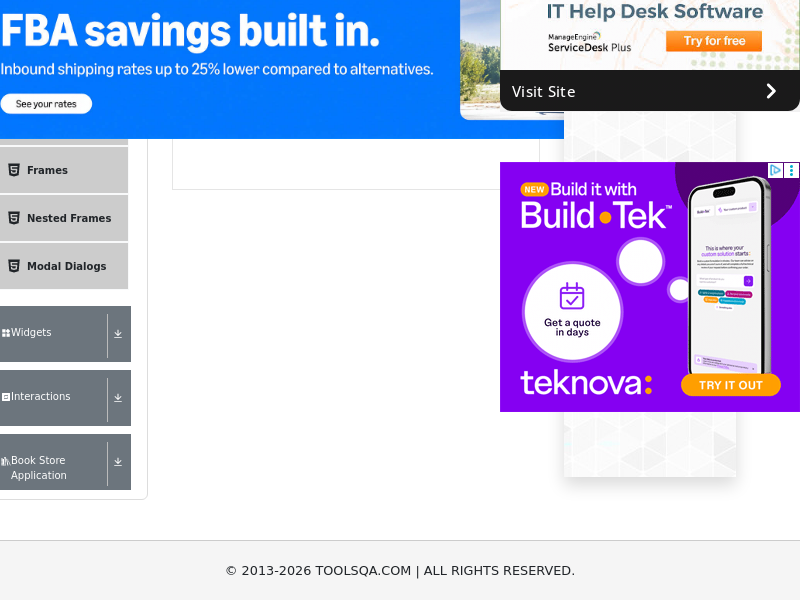 FBA savings built in.
Inbound shipping rates up to 25% lower compared to alternatives.
See your rates
IT Help Desk Software
ManageEngine
ServiceDesk Plus
Try for free
Visit Site
Frames
Nested Frames
Modal Dialogs
Widgets
Interactions
Book Store
Application
NEW Build it with
Build Tek™
Get a quote
in days
This is where your
custom solution starts
teknova:
TRY IT OUT
© 2013-2026 TOOLSQA.COM | ALL RIGHTS RESERVED.